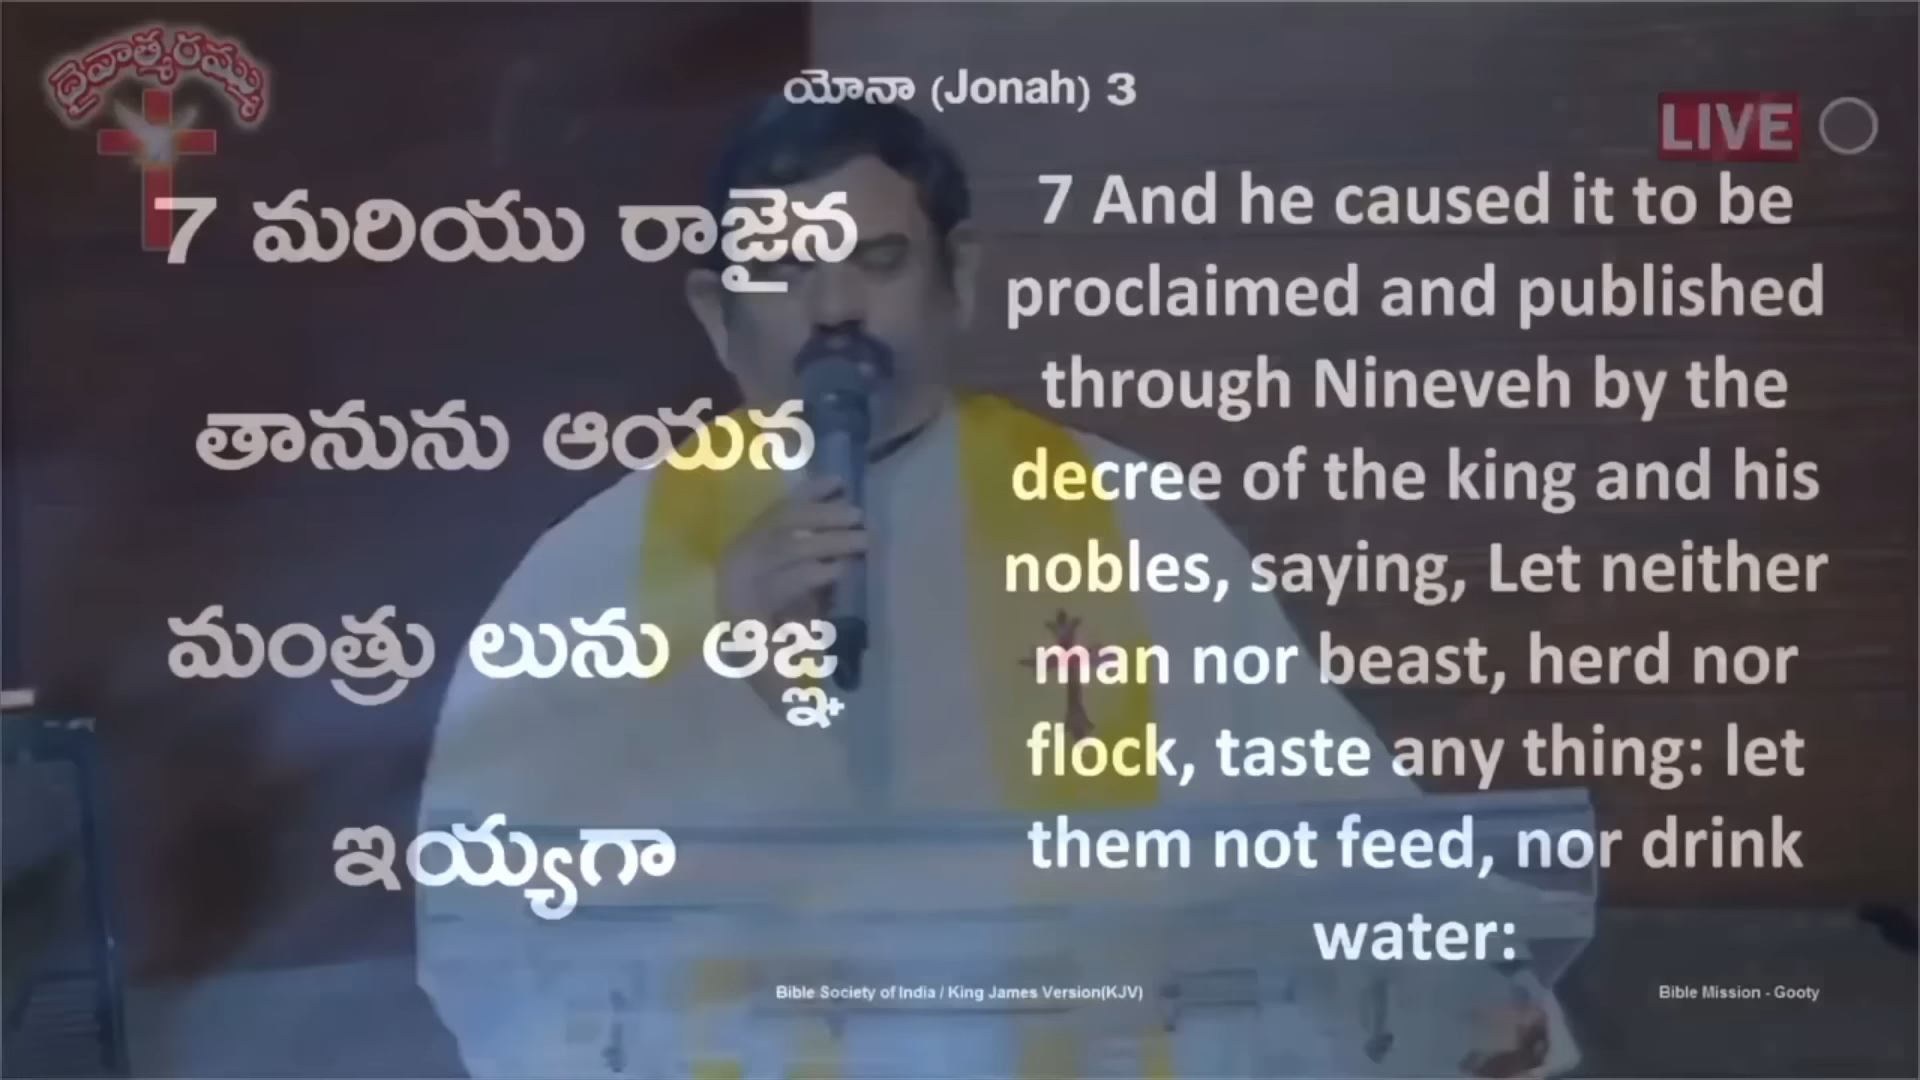 దైవాత్మరమ్ము
యోనా (Jonah) 3
LIVE
7 మరియు రాజైన
తానును ఆయన
మంత్రు లును ఆజ్ఞ
ఇయ్యగా
7 And he caused it to be
proclaimed and published
through Nineveh by the
decree of the king and his
nobles, saying, Let neither
man nor beast, herd nor
flock, taste any thing: let
them not feed, nor drink
water:
Bible Society of India / King James Version(KJV)
Bible Mission - Gooty